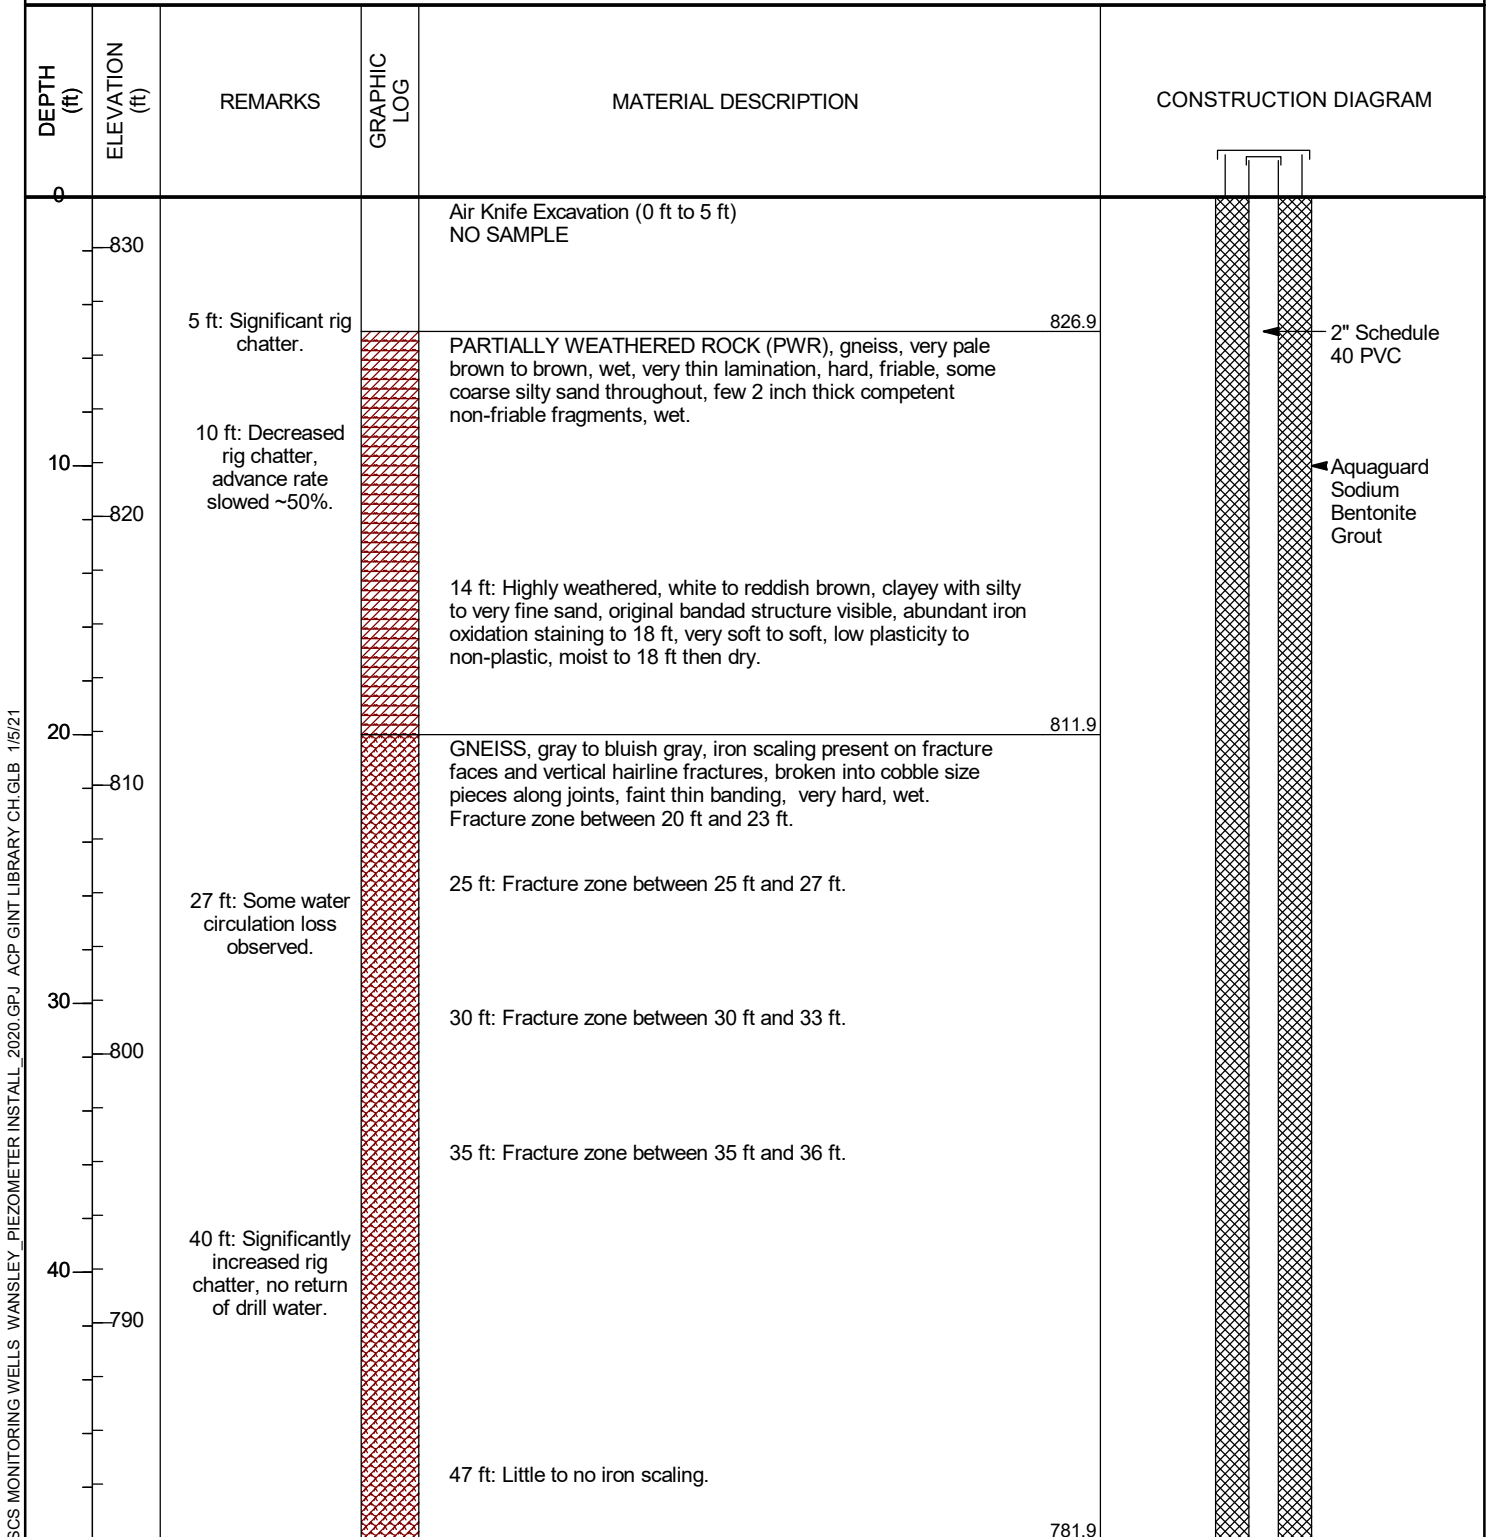 DEPTH
(ft)
ELEVATION
(ft)
REMARKS
GRAPHIC
LOG
MATERIAL DESCRIPTION
CONSTRUCTION DIAGRAM
0
Air Knife Excavation (0 ft to 5 ft)
NO SAMPLE
830
5 ft: Significant rig
chatter.
826.9
2" Schedule
40 PVC
PARTIALLY WEATHERED ROCK (PWR), gneiss, very pale
brown to brown, wet, very thin lamination, hard, friable, some
coarse silty sand throughout, few 2 inch thick competent
non-friable fragments, wet.
10 ft: Decreased
rig chatter,
advance rate
slowed ~50%.
10
Aquaguard
Sodium
Bentonite
Grout
820
14 ft: Highly weathered, white to reddish brown, clayey with silty
to very fine sand, original bandad structure visible, abundant iron
oxidation staining to 18 ft, very soft to soft, low plasticity to
non-plastic, moist to 18 ft then dry.
20
811.9
GNEISS, gray to bluish gray, iron scaling present on fracture
faces and vertical hairline fractures, broken into cobble size
pieces along joints, faint thin banding,  very hard, wet.
Fracture zone between 20 ft and 23 ft.
810
25 ft: Fracture zone between 25 ft and 27 ft.
27 ft: Some water
circulation loss
observed.
30
30 ft: Fracture zone between 30 ft and 33 ft.
800
35 ft: Fracture zone between 35 ft and 36 ft.
40 ft: Significantly
increased rig
chatter, no return
of drill water.
40
790
47 ft: Little to no iron scaling.
781.9
SCS MONITORING WELLS  WANSLEY_PIEZOMETER INSTALL_2020.GPJ  ACP GINT LIBRARY CH.GLB  1/5/21